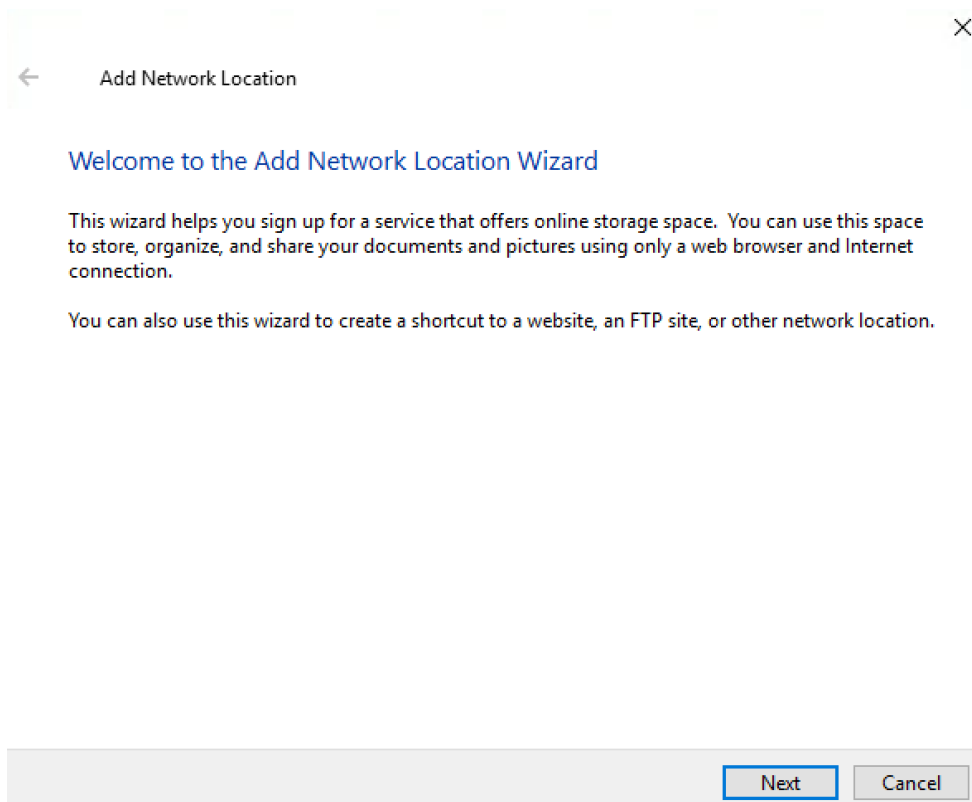 Add Network Location
Welcome to the Add Network Location Wizard
This wizard helps you sign up for a service that offers online storage space.  You can use this space
to store, organize, and share your documents and pictures using only a web browser and Internet
connection.
You can also use this wizard to create a shortcut to a website, an FTP site, or other network location.
Next
Cancel